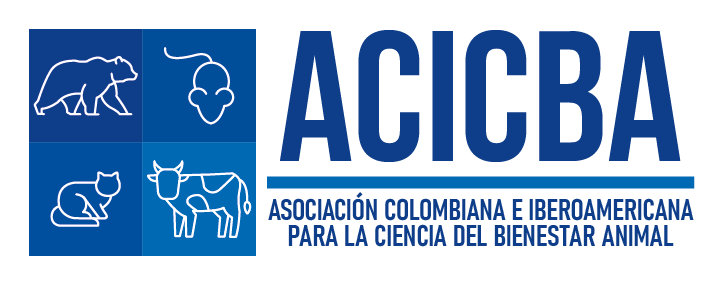 ACICBA
ASOCIACIÓN COLOMBIANA E IBEROAMERICANA
PARA LA CIENCIA DEL BIENESTAR ANIMAL